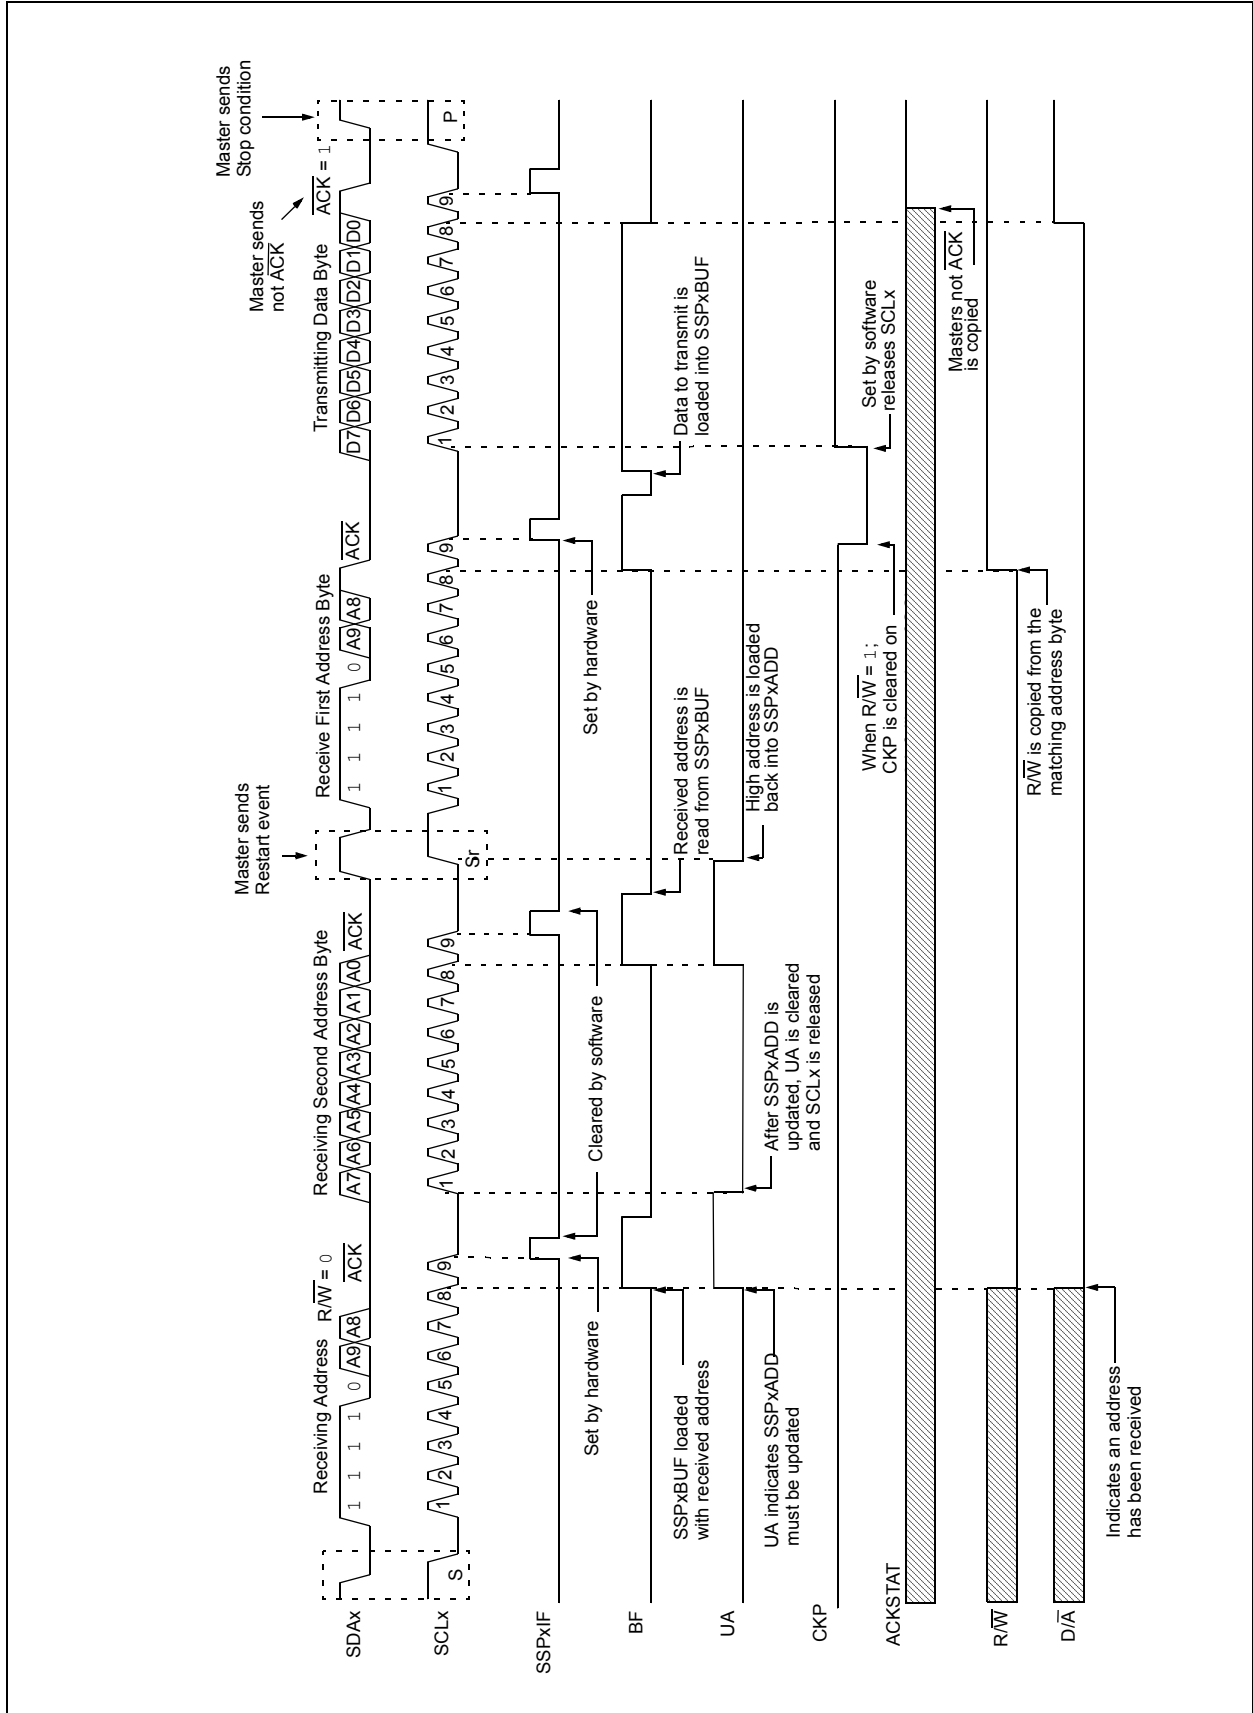 Master sends
Restart event
Master sends
not A̅C̅K̅
Master sends
Stop condition
Receiving Address R/W̅ = 0
Receiving Second Address Byte
Receive First Address Byte
Transmitting Data Byte
A̅C̅K̅ = 1
SDAx
1 1 1 1 0 A9 A8 A̅C̅K̅
A7 A6 A5 A4 A3 A2 A1 A0 A̅C̅K̅
1 1 1 1 0 A9 A8 A̅C̅K̅
D7 D6 D5 D4 D3 D2 D1 D0
SCLx
S
1 2 3 4 5 6 7 8 9
1 2 3 4 5 6 7 8 9
Sr
1 2 3 4 5 6 7 8 9
1 2 3 4 5 6 7 8 9
P
SSPxIF
Set by hardware
Cleared by software
Set by hardware
BF
SSPxBUF loaded
with received address
Received address is
read from SSPxBUF
Data to transmit is
loaded into SSPxBUF
UA
UA indicates SSPxADD
must be updated
After SSPxADD is
updated, UA is cleared
and SCLx is released
High address is loaded
back into SSPxADD
CKP
When R/W̅ = 1;
CKP is cleared on
Set by software
releases SCLx
ACKSTAT
Masters not A̅C̅K̅
is copied
R/W̅
R/W̅ is copied from the
matching address byte
D/A̅
Indicates an address
has been received